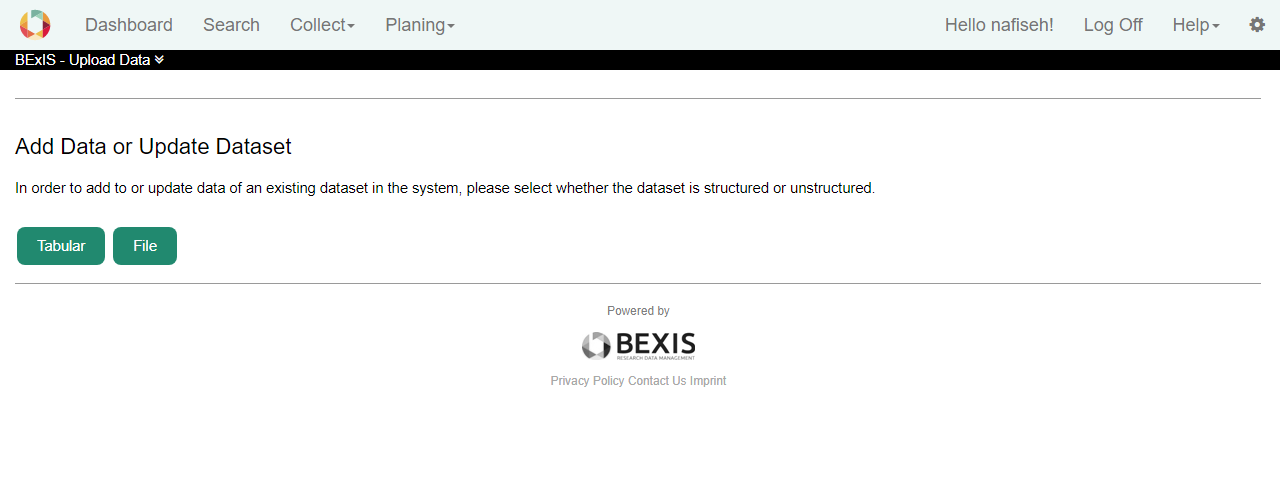 Dashboard Search Collect Planing Hello nafiseh! Log Off Help
BExIS - Upload Data
Add Data or Update Dataset
In order to add to or update data of an existing dataset in the system, please select whether the dataset is structured or unstructured.
Tabular File
Powered by
BEXIS
RESEARCH DATA MANAGEMENT
Privacy Policy Contact Us Imprint